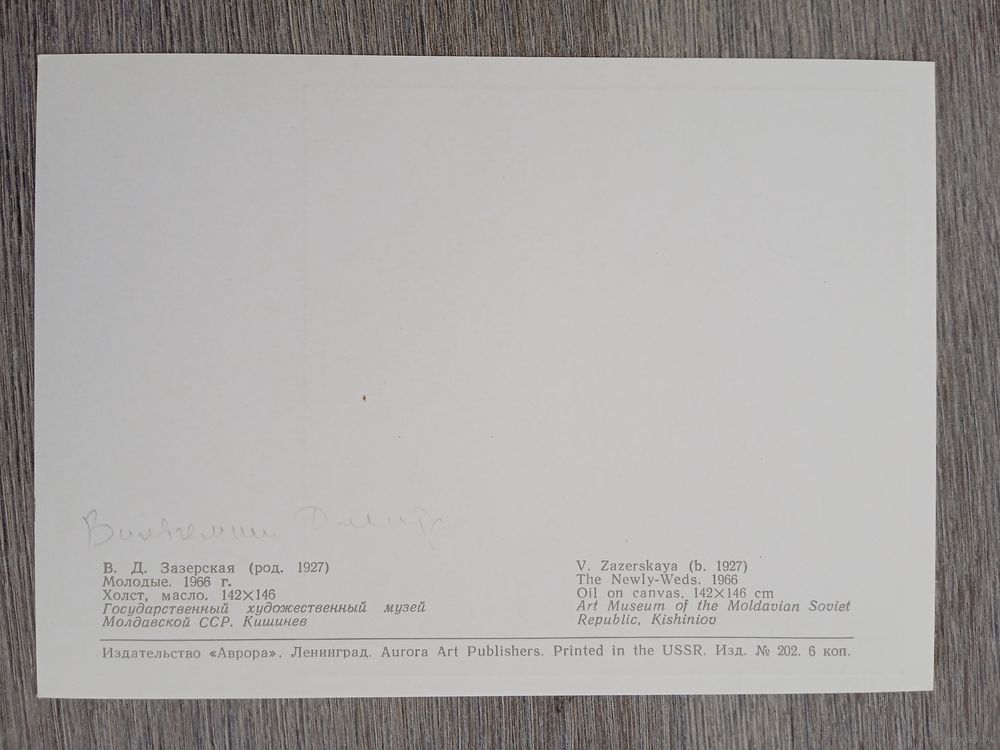 В. Д. Зазерская (род. 1927)
Молодые. 1966 г.
Холст, масло. 142×146
Государственный художественный музей
Молдавской ССР. Кишинев
V. Zazerskaya (b. 1927)
The Newly-Weds. 1966
Oil on canvas. 142×146 cm
Art Museum of the Moldavian Soviet
Republic, Kishiniov
Издательство «Аврора». Ленинград. Aurora Art Publishers. Printed in the USSR. Изд. № 202. 6 коп.